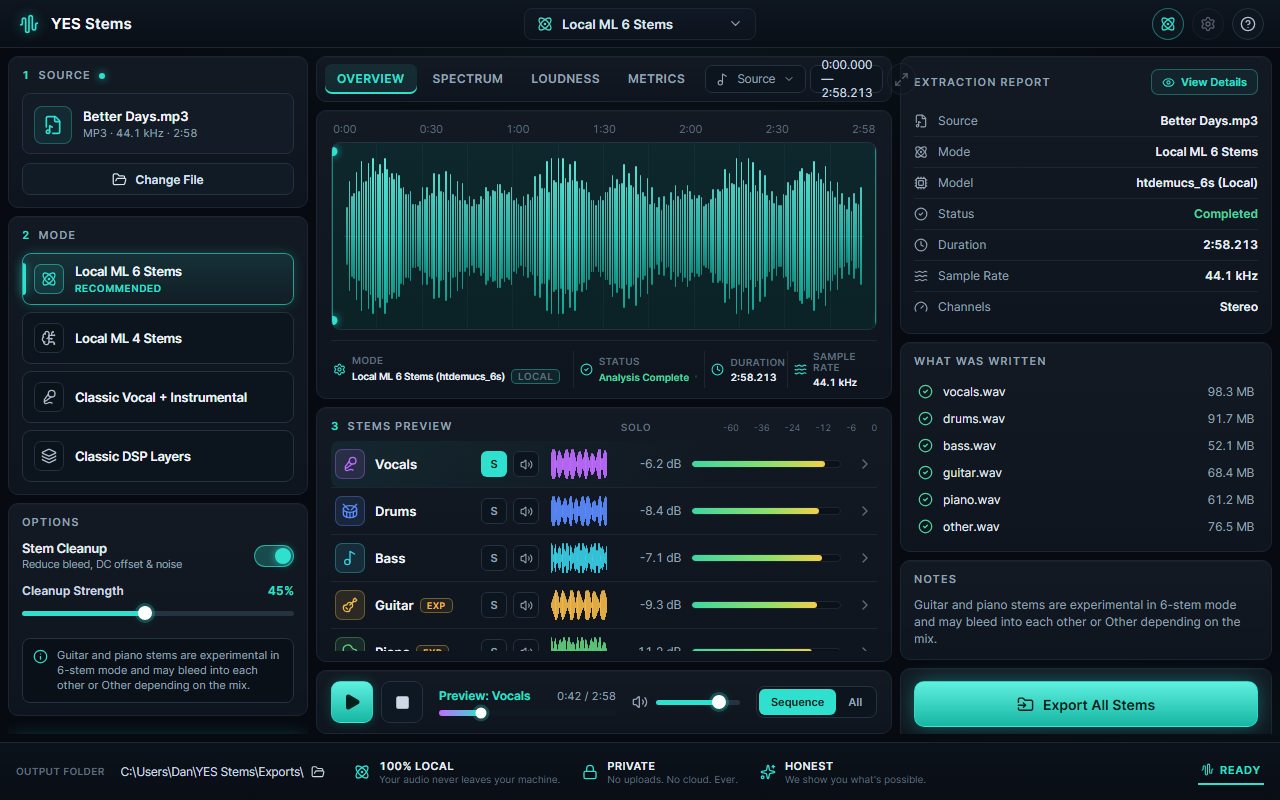 YES Stems
Local ML 6 Stems
1 SOURCE
Better Days.mp3
MP3 · 44.1 kHz · 2:58
Change File
2 MODE
Local ML 6 Stems
RECOMMENDED
Local ML 4 Stems
Classic Vocal + Instrumental
Classic DSP Layers
OPTIONS
Stem Cleanup
Reduce bleed, DC offset & noise
Cleanup Strength 45%
Guitar and piano stems are experimental in
6-stem mode and may bleed into each
other or Other depending on the mix.
OVERVIEW SPECTRUM LOUDNESS METRICS Source
0:00.000
—
2:58.213
0:00 0:30 1:00 1:30 2:00 2:30 2:58
MODE
Local ML 6 Stems (htdemucs_6s) LOCAL
STATUS
Analysis Complete
DURATION
2:58.213
SAMPLE
RATE
44.1 kHz
3 STEMS PREVIEW SOLO -60 -36 -24 -12 -6 0
Vocals S -6.2 dB
Drums S -8.4 dB
Bass S -7.1 dB
Guitar EXP S -9.3 dB
Piano EXP S -11.2 dB
Preview: Vocals 0:42 / 2:58
Sequence All
EXTRACTION REPORT View Details
Source Better Days.mp3
Mode Local ML 6 Stems
Model htdemucs_6s (Local)
Status Completed
Duration 2:58.213
Sample Rate 44.1 kHz
Channels Stereo
WHAT WAS WRITTEN
vocals.wav 98.3 MB
drums.wav 91.7 MB
bass.wav 52.1 MB
guitar.wav 68.4 MB
piano.wav 61.2 MB
other.wav 76.5 MB
NOTES
Guitar and piano stems are experimental in 6-stem mode
and may bleed into each other or Other depending on the
mix.
Export All Stems
OUTPUT FOLDER C:\Users\Dan\YES Stems\Exports\
100% LOCAL
Your audio never leaves your machine.
PRIVATE
No uploads. No cloud. Ever.
HONEST
We show you what's possible.
READY